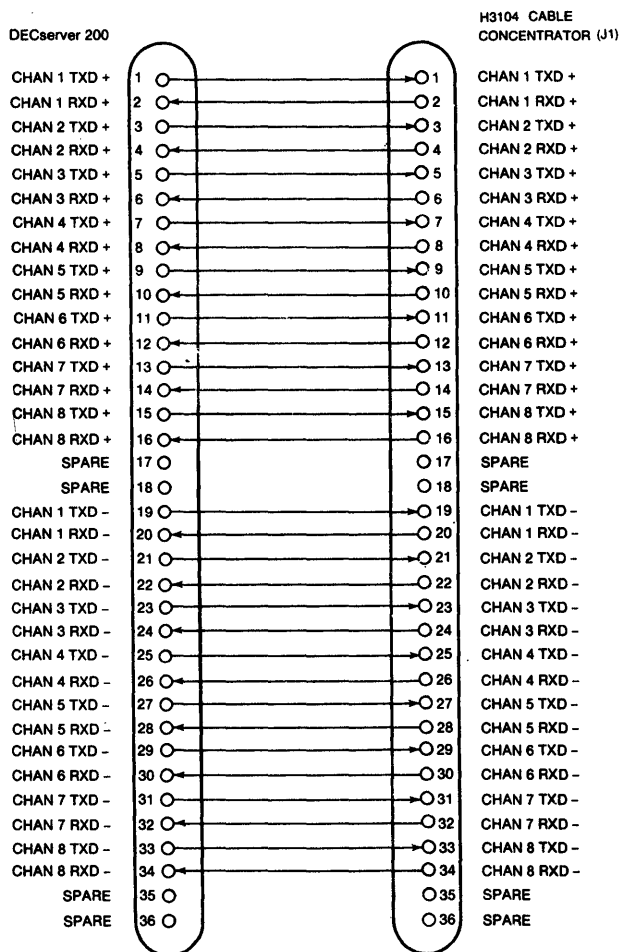 H3104 CABLE
DECserver 200 CONCENTRATOR (J1)
CHAN 1 TXD + 1 1 CHAN 1 TXD +
CHAN 1 RXD + 2 2 CHAN 1 RXD +
CHAN 2 TXD + 3 3 CHAN 2 TXD +
CHAN 2 RXD + 4 4 CHAN 2 RXD +
CHAN 3 TXD + 5 5 CHAN 3 TXD +
CHAN 3 RXD + 6 6 CHAN 3 RXD +
CHAN 4 TXD + 7 7 CHAN 4 TXD +
CHAN 4 RXD + 8 8 CHAN 4 RXD +
CHAN 5 TXD + 9 9 CHAN 5 TXD +
CHAN 5 RXD + 10 10 CHAN 5 RXD +
CHAN 6 TXD + 11 11 CHAN 6 TXD +
CHAN 6 RXD + 12 12 CHAN 6 RXD +
CHAN 7 TXD + 13 13 CHAN 7 TXD +
CHAN 7 RXD + 14 14 CHAN 7 RXD +
CHAN 8 TXD + 15 15 CHAN 8 TXD +
CHAN 8 RXD + 16 16 CHAN 8 RXD +
SPARE 17 17 SPARE
SPARE 18 18 SPARE
CHAN 1 TXD – 19 19 CHAN 1 TXD –
CHAN 1 RXD – 20 20 CHAN 1 RXD –
CHAN 2 TXD – 21 21 CHAN 2 TXD –
CHAN 2 RXD – 22 22 CHAN 2 RXD –
CHAN 3 TXD – 23 23 CHAN 3 TXD –
CHAN 3 RXD – 24 24 CHAN 3 RXD –
CHAN 4 TXD – 25 25 CHAN 4 TXD –
CHAN 4 RXD – 26 26 CHAN 4 RXD –
CHAN 5 TXD – 27 27 CHAN 5 TXD –
CHAN 5 RXD – 28 28 CHAN 5 RXD –
CHAN 6 TXD – 29 29 CHAN 6 TXD –
CHAN 6 RXD – 30 30 CHAN 6 RXD –
CHAN 7 TXD – 31 31 CHAN 7 TXD –
CHAN 7 RXD – 32 32 CHAN 7 RXD –
CHAN 8 TXD – 33 33 CHAN 8 TXD –
CHAN 8 RXD – 34 34 CHAN 8 RXD –
SPARE 35 35 SPARE
SPARE 36 36 SPARE